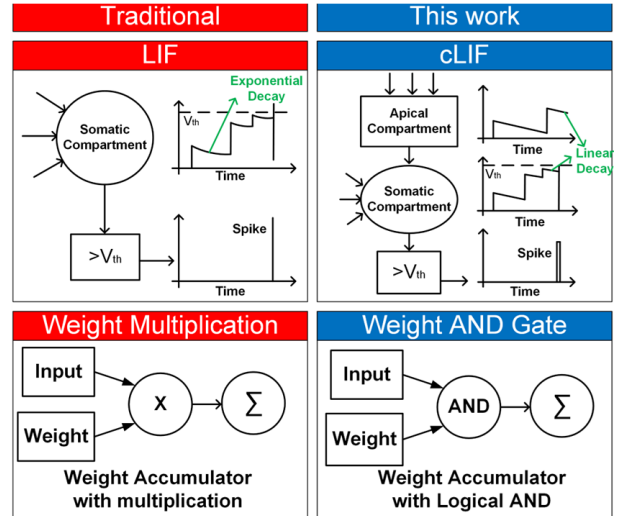 Traditional
This work
LIF
cLIF
Somatic
Compartment
Exponential
Decay
Vth
Time
>Vth
Spike
Time
Apical
Compartment
Linear
Decay
Vth
Time
Somatic
Compartment
>Vth
Spike
Time
Weight Multiplication
Weight AND Gate
Input
Weight
X
Σ
Weight Accumulator
with multiplication
Input
Weight
AND
Σ
Weight Accumulator
with Logical AND